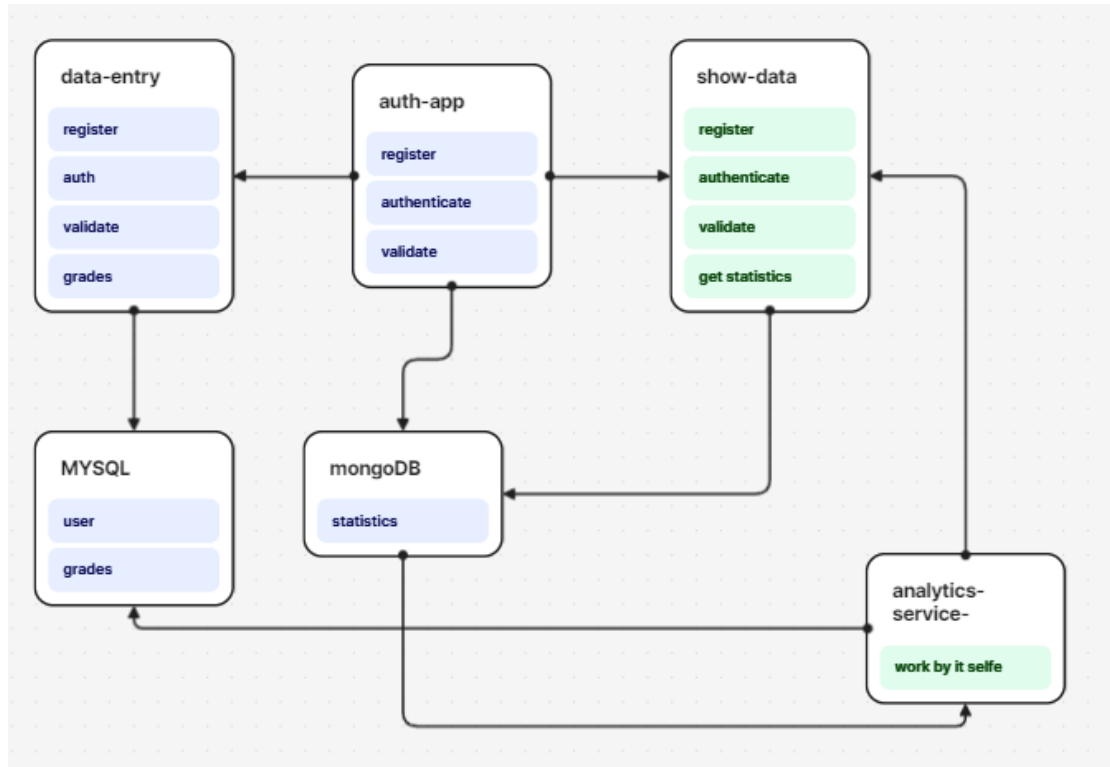 data-entry
register
auth
validate
grades
auth-app
register
authenticate
validate
show-data
register
authenticate
validate
get statistics
MYSQL
user
grades
mongoDB
statistics
analytics-
service-
work by it selfe